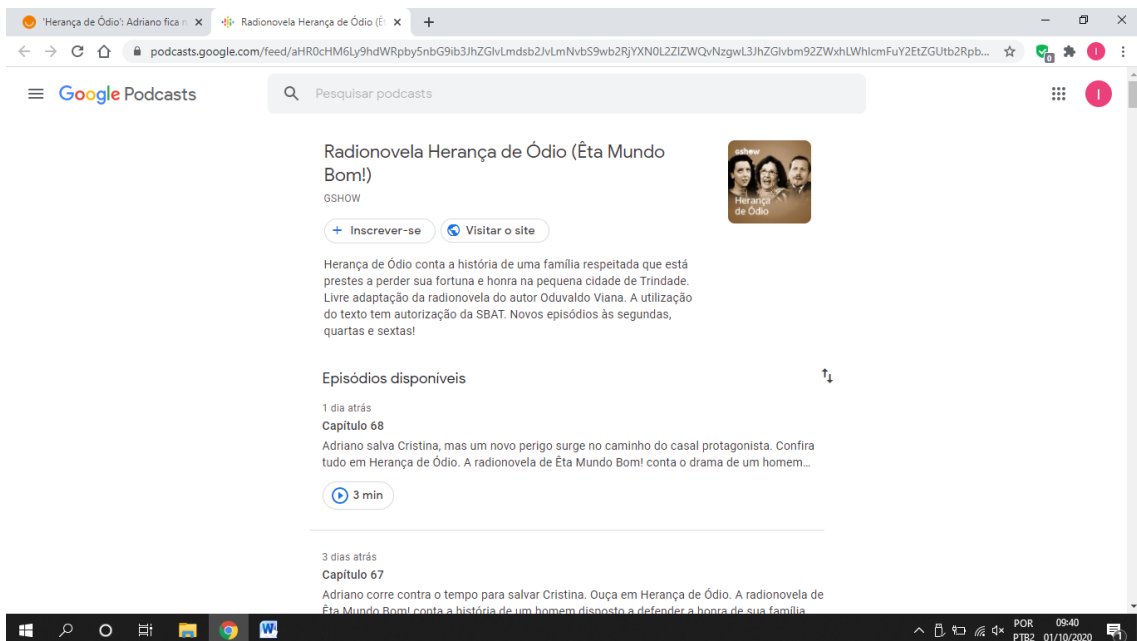 'Herança de Ódio': Adriano fica n
Radionovela Herança de Ódio (Êt
podcasts.google.com/feed/aHR0cHM6Ly9hdWRpby5nbG9ib3JhZGlvLmdsb2JvLmNvbS9wb2RjYXN0L2ZlZWQvNzgwL3JhZGlvbm92ZWxhLWhlcmFuY2EtZGUtb2Rpb...
Google Podcasts
Pesquisar podcasts
I
Radionovela Herança de Ódio (Êta Mundo
Bom!)
GSHOW
gshow
Herança
de Ódio
+ Inscrever-se
Visitar o site
Herança de Ódio conta a história de uma família respeitada que está
prestes a perder sua fortuna e honra na pequena cidade de Trindade.
Livre adaptação da radionovela do autor Oduvaldo Viana. A utilização
do texto tem autorização da SBAT. Novos episódios às segundas,
quartas e sextas!
Episódios disponíveis
1 dia atrás
Capítulo 68
Adriano salva Cristina, mas um novo perigo surge no caminho do casal protagonista. Confira
tudo em Herança de Ódio. A radionovela de Êta Mundo Bom! conta o drama de um homem...
3 min
3 dias atrás
Capítulo 67
Adriano corre contra o tempo para salvar Cristina. Ouça em Herança de Ódio. A radionovela de
Êta Mundo Bom! conta a história de um homem disposto a defender a honra de sua família
POR
PTB2
09:40
01/10/2020